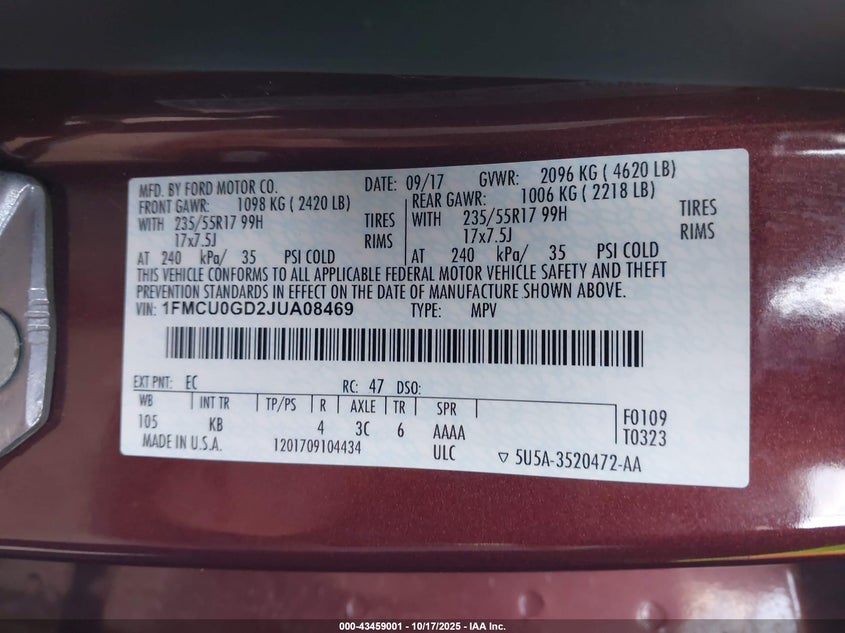 MFD. BY FORD MOTOR CO. DATE: 09/17 GVWR: 2096 KG ( 4620 LB)
FRONT GAWR: 1098 KG ( 2420 LB) REAR GAWR: 1006 KG ( 2218 LB)
WITH 235/55R17 99H TIRES WITH 235/55R17 99H TIRES
17x7.5J RIMS 17x7.5J RIMS
AT 240 kPa/ 35 PSI COLD AT 240 kPa/ 35 PSI COLD
THIS VEHICLE CONFORMS TO ALL APPLICABLE FEDERAL MOTOR VEHICLE SAFETY AND THEFT
PREVENTION STANDARDS IN EFFECT ON THE DATE OF MANUFACTURE SHOWN ABOVE.
VIN: 1FMCU0GD2JUA08469 TYPE: MPV
EXT PNT: EC RC: 47 DSO:
WB INT TR TP/PS R AXLE TR SPR F0109
105 KB 4 3C 6 AAAA T0323
MADE IN U.S.A. 1201709104434 ULC ▽ 5U5A-3520472-AA
000-43459001 - 10/17/2025 - IAA Inc.